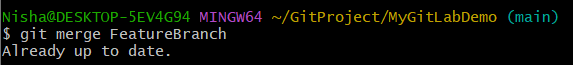 Nisha@DESKTOP-5EV4G94 MINGW64 ~/GitProject/MyGitLabDemo (main)
$ git merge FeatureBranch
Already up to date.